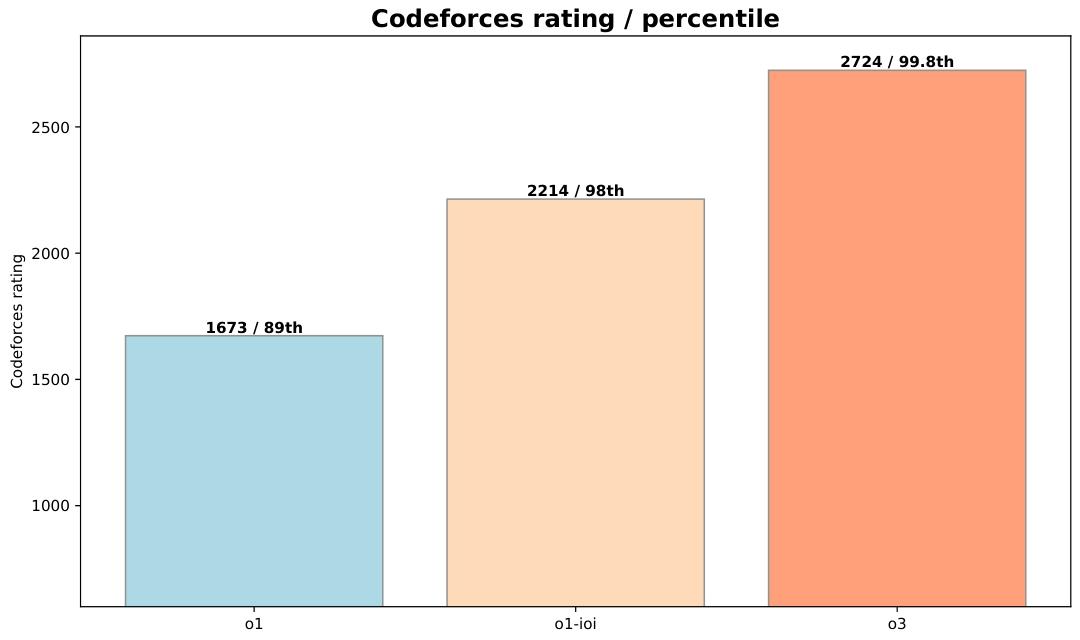 Codeforces rating / percentile
2724 / 99.8th
2500
2214 / 98th
2000
Codeforces rating
1673 / 89th
1500
1000
o1
o1-ioi
o3